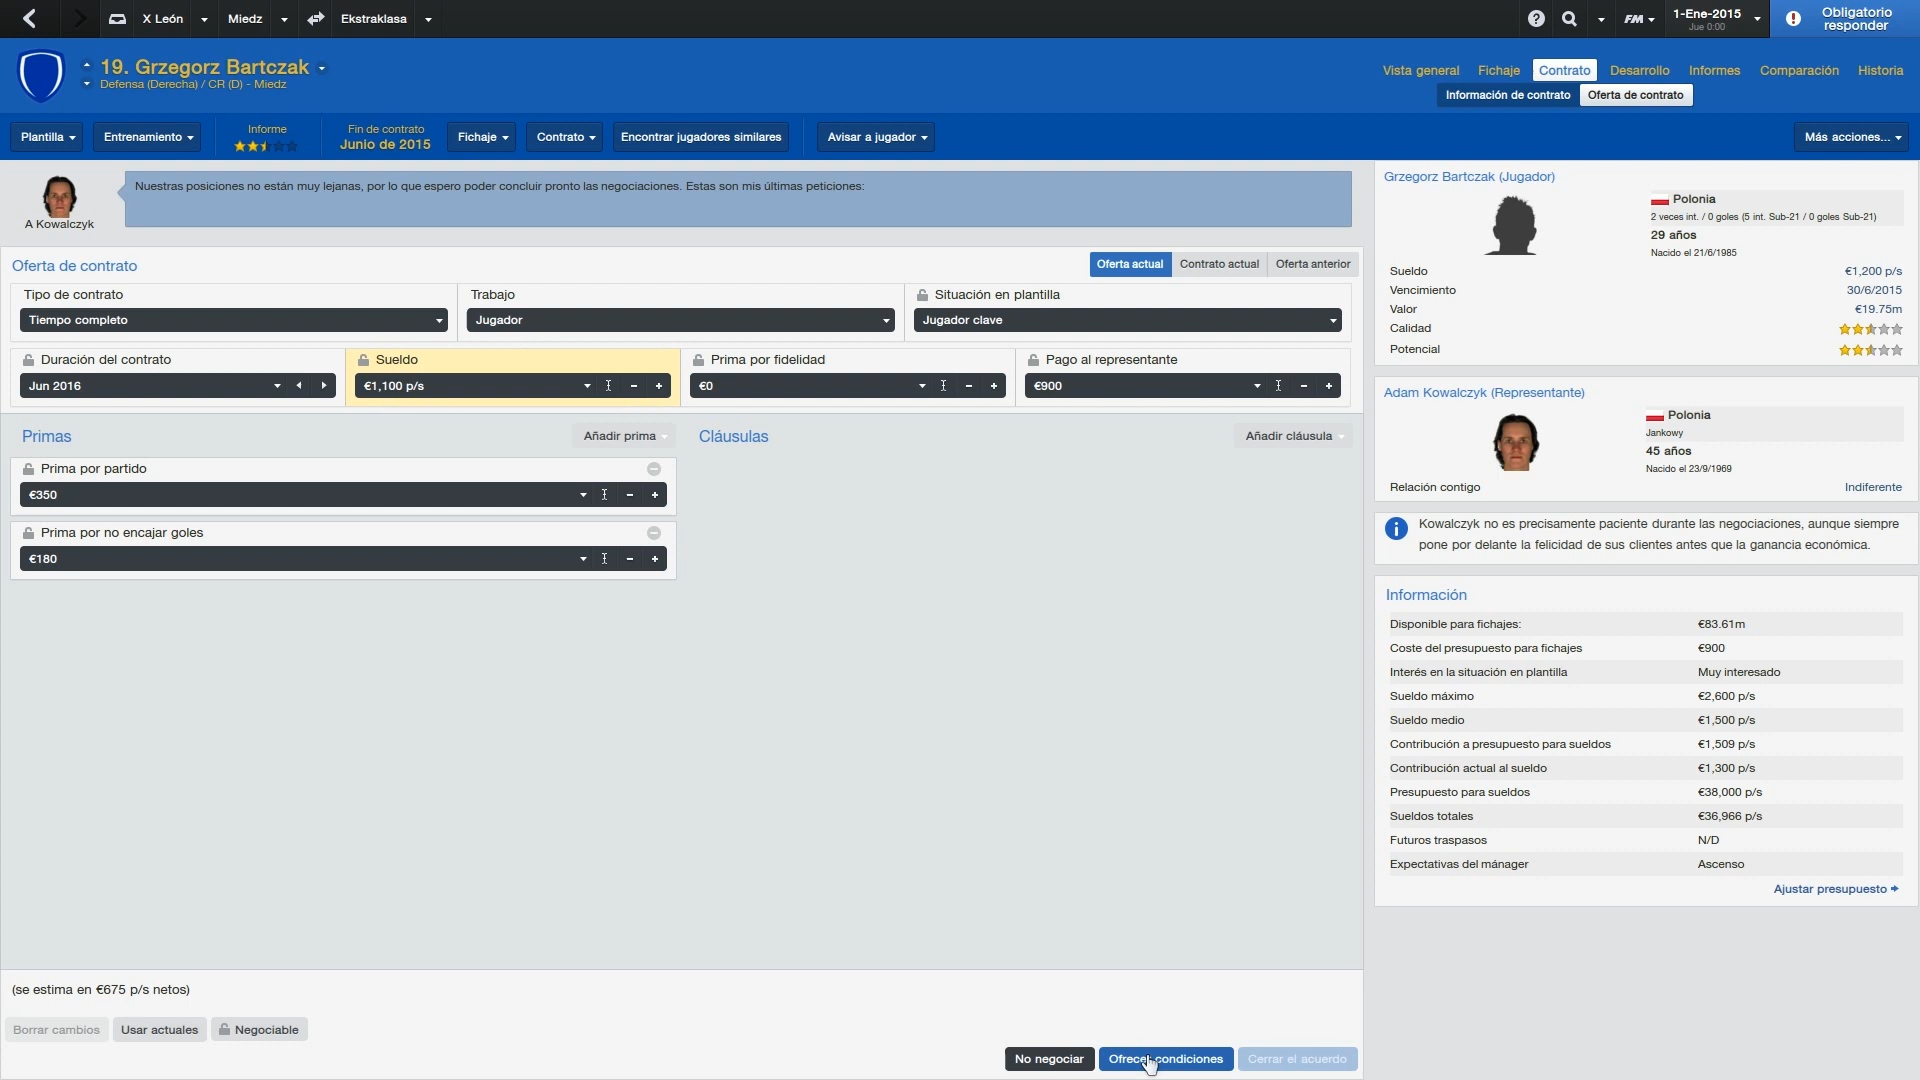 X León
Miedz
Ekstraklasa
FM
1-Ene-2015
Jue 0:00
Obligatorio responder
19. Grzegorz Bartczak
Defensa (Derecha) / CR (D) - Miedz
Vista general
Fichaje
Contrato
Desarrollo
Informes
Comparación
Historia
Información de contrato
Oferta de contrato
Plantilla
Entrenamiento
Informe
Fin de contrato
Junio de 2015
Fichaje
Contrato
Encontrar jugadores similares
Avisar a jugador
Más acciones...
A Kowalczyk
Nuestras posiciones no están muy lejanas, por lo que espero poder concluir pronto las negociaciones. Estas son mis últimas peticiones:
Oferta de contrato
Oferta actual
Contrato actual
Oferta anterior
Tipo de contrato
Tiempo completo
Trabajo
Jugador
Situación en plantilla
Jugador clave
Duración del contrato
Jun 2016
Sueldo
€1,100 p/s
Prima por fidelidad
€0
Pago al representante
€900
Primas
Añadir prima
Cláusulas
Añadir cláusula
Prima por partido
€350
Prima por no encajar goles
€180
(se estima en €675 p/s netos)
Borrar cambios
Usar actuales
Negociable
No negociar
Ofrecer condiciones
Cerrar el acuerdo
Grzegorz Bartczak (Jugador)
Polonia
2 veces int. / 0 goles (5 int. Sub-21 / 0 goles Sub-21)
29 años
Nacido el 21/6/1985
Sueldo €1,200 p/s
Vencimiento 30/6/2015
Valor €19.75m
Calidad
Potencial
Adam Kowalczyk (Representante)
Polonia
Jankowy
45 años
Nacido el 23/9/1969
Relación contigo Indiferente
Kowalczyk no es precisamente paciente durante las negociaciones, aunque siempre
pone por delante la felicidad de sus clientes antes que la ganancia económica.
Información
Disponible para fichajes: €83.61m
Coste del presupuesto para fichajes €900
Interés en la situación en plantilla Muy interesado
Sueldo máximo €2,600 p/s
Sueldo medio €1,500 p/s
Contribución a presupuesto para sueldos €1,509 p/s
Contribución actual al sueldo €1,300 p/s
Presupuesto para sueldos €38,000 p/s
Sueldos totales €36,966 p/s
Futuros traspasos N/D
Expectativas del mánager Ascenso
Ajustar presupuesto